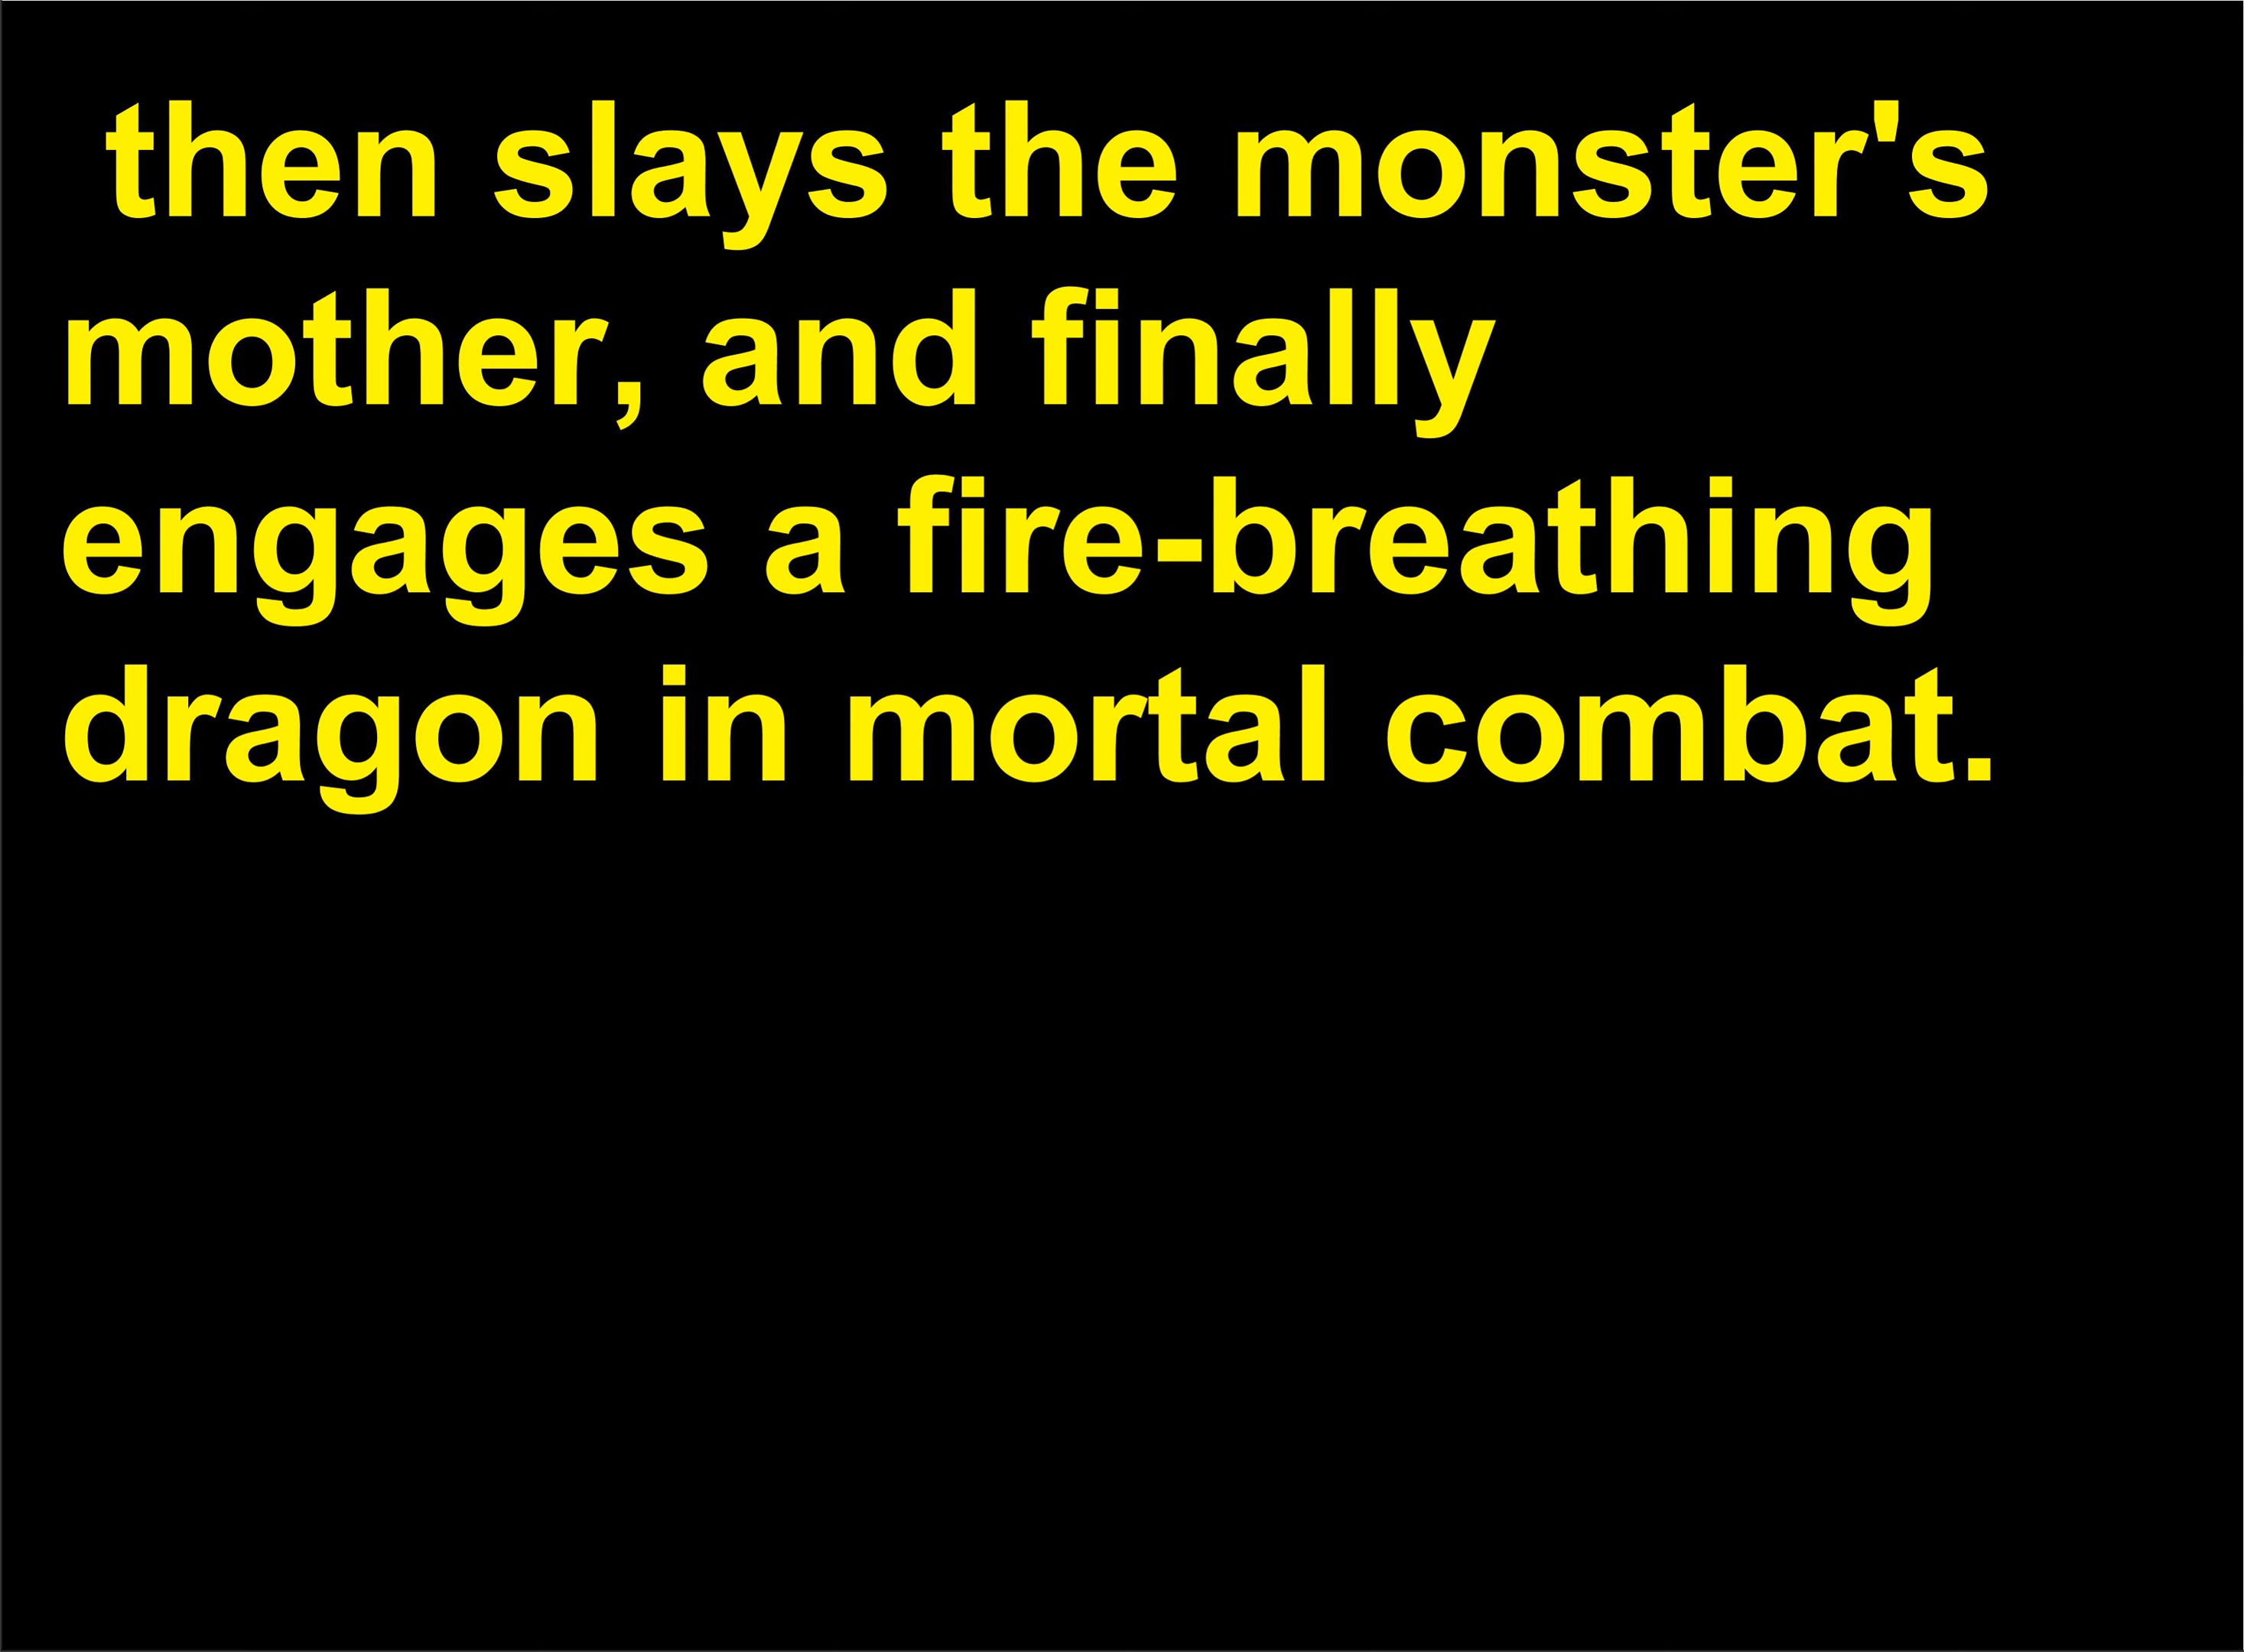 then slays the monster's
mother, and finally
engages a fire-breathing
dragon in mortal combat.